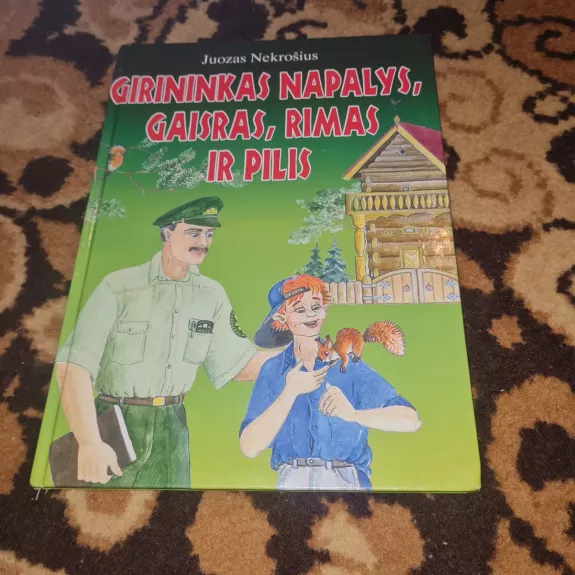 Juozas Nekrošius
GIRININKAS NAPALYS,
GAISRAS, RIMAS
IR PILIS